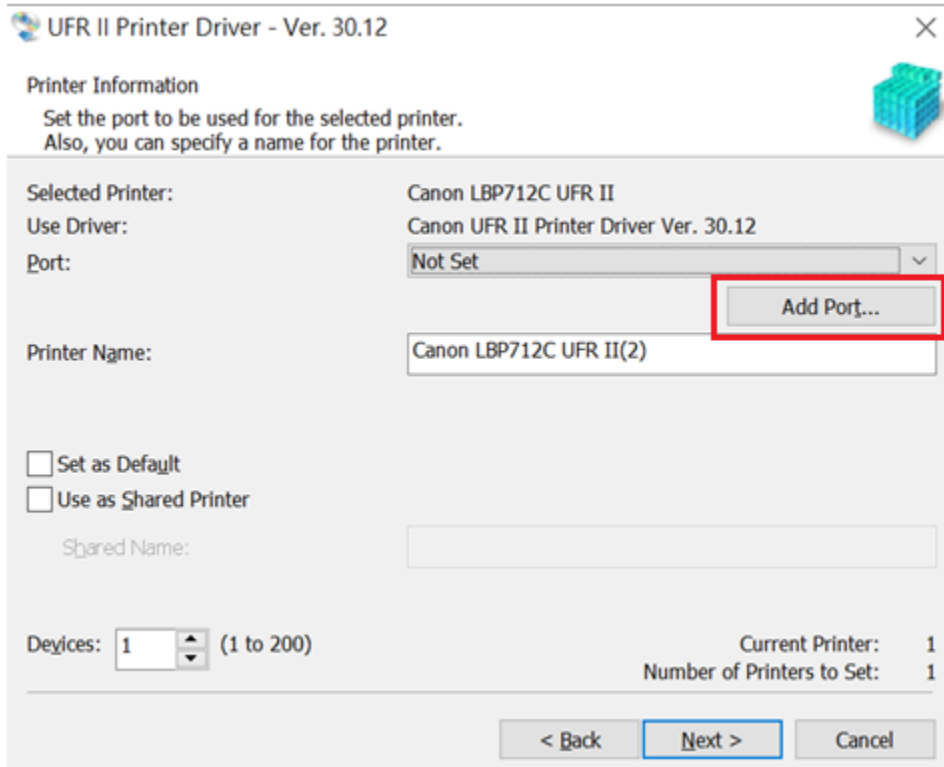 UFR II Printer Driver - Ver. 30.12
Printer Information
Set the port to be used for the selected printer.
Also, you can specify a name for the printer.
Selected Printer: Canon LBP712C UFR II
Use Driver: Canon UFR II Printer Driver Ver. 30.12
Port: Not Set
Add Port...
Printer Name: Canon LBP712C UFR II(2)
Set as Default
Use as Shared Printer
Shared Name:
Devices: 1 (1 to 200) Current Printer: 1
Number of Printers to Set: 1
< Back Next > Cancel